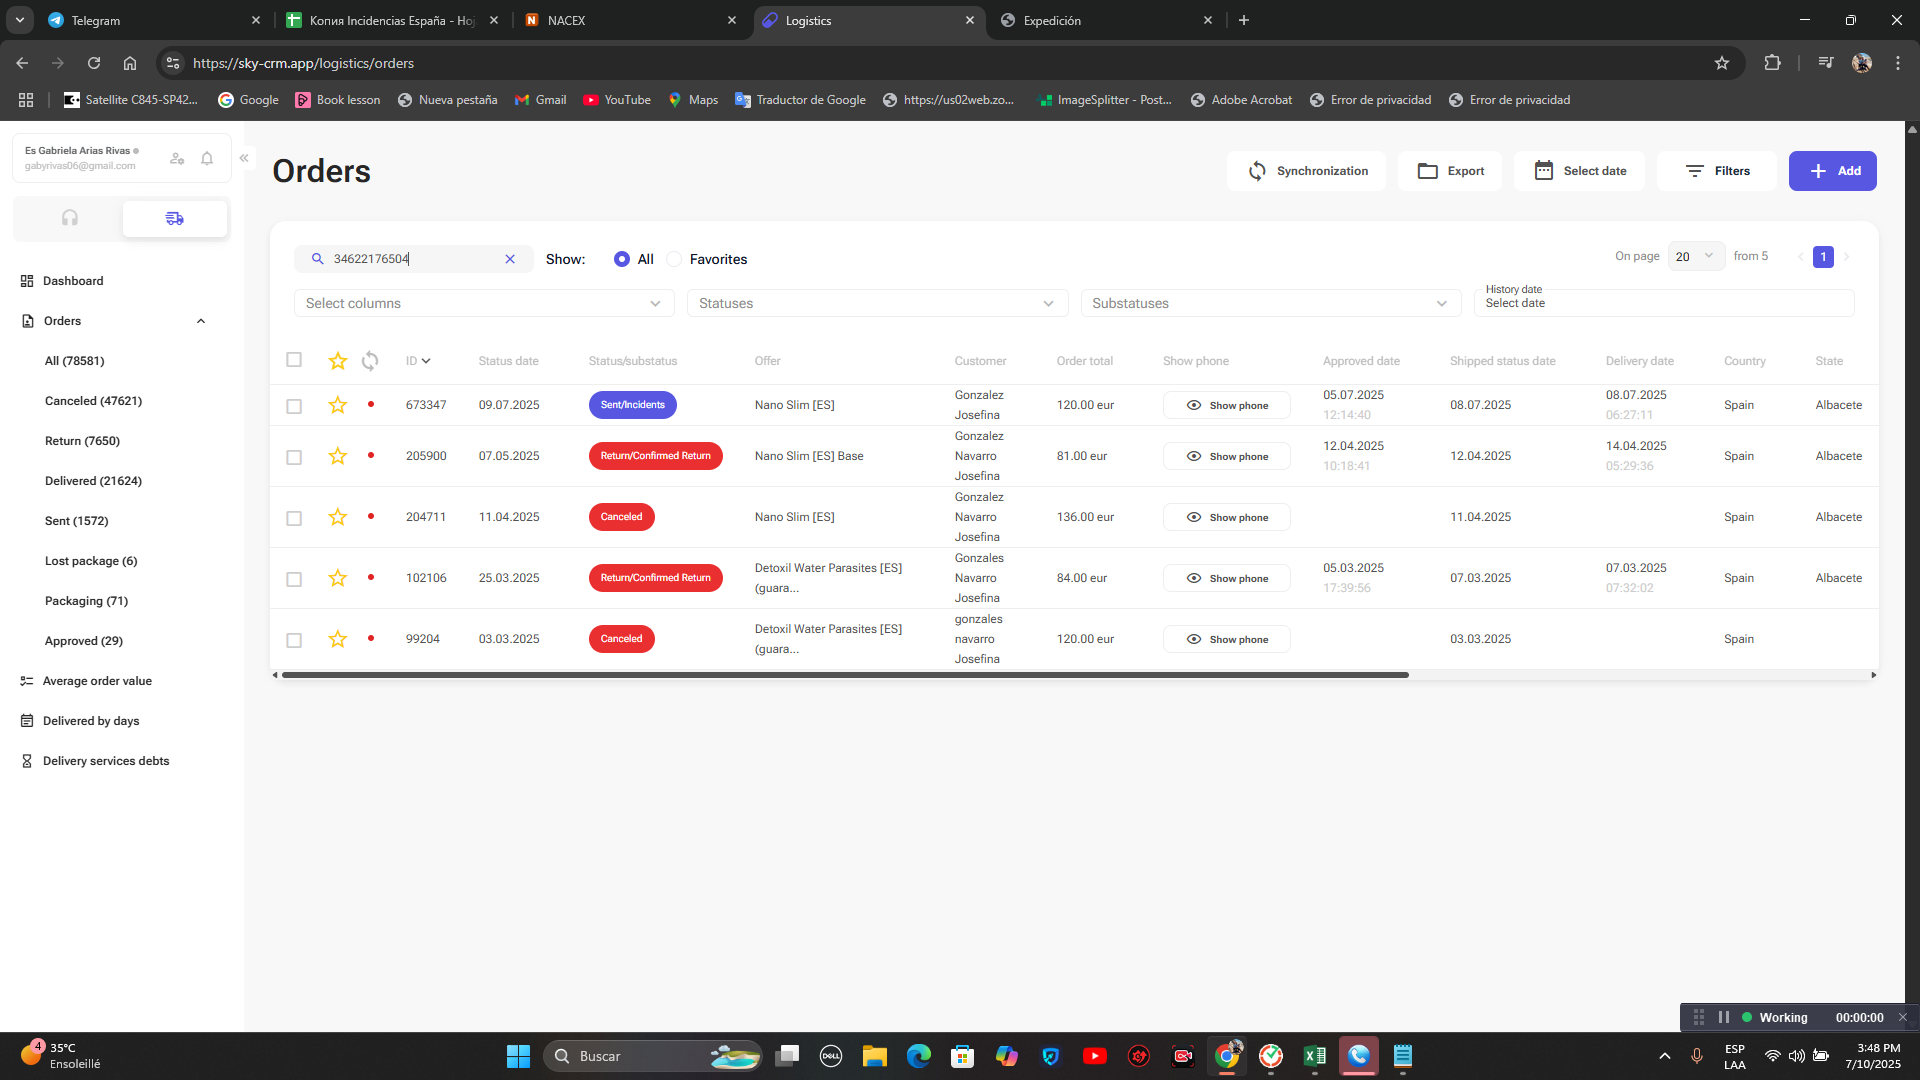 Telegram
Копия Incidencias España - Hoj
NACEX
Logistics
Expedición
https://sky-crm.app/logistics/orders
Satellite C845-SP42...
Google
Book lesson
Nueva pestaña
Gmail
YouTube
Maps
Traductor de Google
https://us02web.zo...
ImageSplitter - Post...
Adobe Acrobat
Error de privacidad
Error de privacidad
Es Gabriela Arias Rivas
gabyrivas06@gmail.com
Dashboard
Orders
All (78581)
Canceled (47621)
Return (7650)
Delivered (21624)
Sent (1572)
Lost package (6)
Packaging (71)
Approved (29)
Average order value
Delivered by days
Delivery services debts
Orders
Synchronization
Export
Select date
Filters
Add
34622176504
Show:
All
Favorites
On page
20
from 5
1
Select columns
Statuses
Substatuses
History date
Select date
ID Status date Status/substatus Offer Customer Order total Show phone Approved date Shipped status date Delivery date Country State
673347 09.07.2025 Sent/Incidents Nano Slim [ES] Gonzalez Josefina 120.00 eur Show phone 05.07.2025 12:14:40 08.07.2025 08.07.2025 06:27:11 Spain Albacete
205900 07.05.2025 Return/Confirmed Return Nano Slim [ES] Base Gonzalez Navarro Josefina 81.00 eur Show phone 12.04.2025 10:18:41 12.04.2025 14.04.2025 05:29:36 Spain Albacete
204711 11.04.2025 Canceled Nano Slim [ES] Gonzalez Navarro Josefina 136.00 eur Show phone 11.04.2025 Spain Albacete
102106 25.03.2025 Return/Confirmed Return Detoxil Water Parasites [ES] (guara... Gonzales Navarro Josefina 84.00 eur Show phone 05.03.2025 17:39:56 07.03.2025 07.03.2025 07:32:02 Spain Albacete
99204 03.03.2025 Canceled Detoxil Water Parasites [ES] (guara... gonzales navarro Josefina 120.00 eur Show phone 03.03.2025 Spain
Working 00:00:00
4
35°C
Ensoleillé
Buscar
DELL
ESP
LAA
3:48 PM
7/10/2025